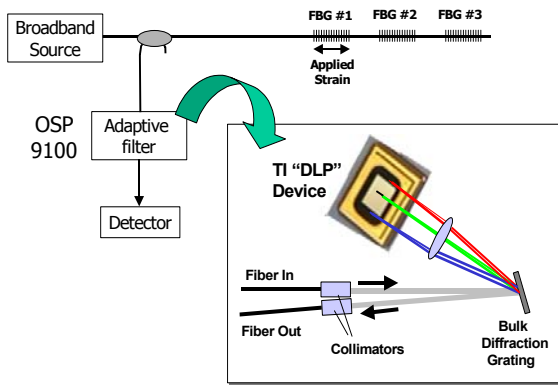 Broadband
Source
FBG #1
FBG #2
FBG #3
Applied
Strain
OSP
9100
Adaptive
filter
Detector
TI “DLP”
Device
Fiber In
Fiber Out
Collimators
Bulk
Diffraction
Grating